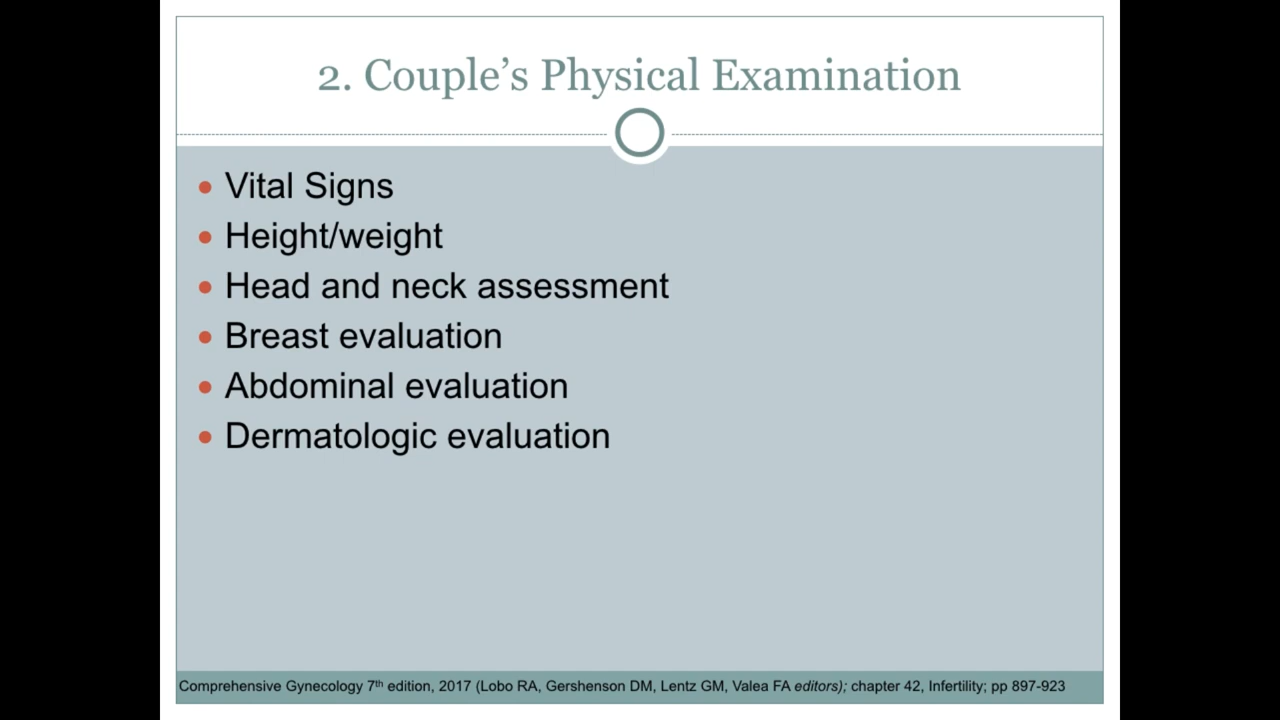 2. Couple's Physical Examination
• Vital Signs
• Height/weight
• Head and neck assessment
• Breast evaluation
• Abdominal evaluation
• Dermatologic evaluation
Comprehensive Gynecology 7th edition, 2017 (Lobo RA, Gershenson DM, Lentz GM, Valea FA editors); chapter 42, Infertility; pp 897-923